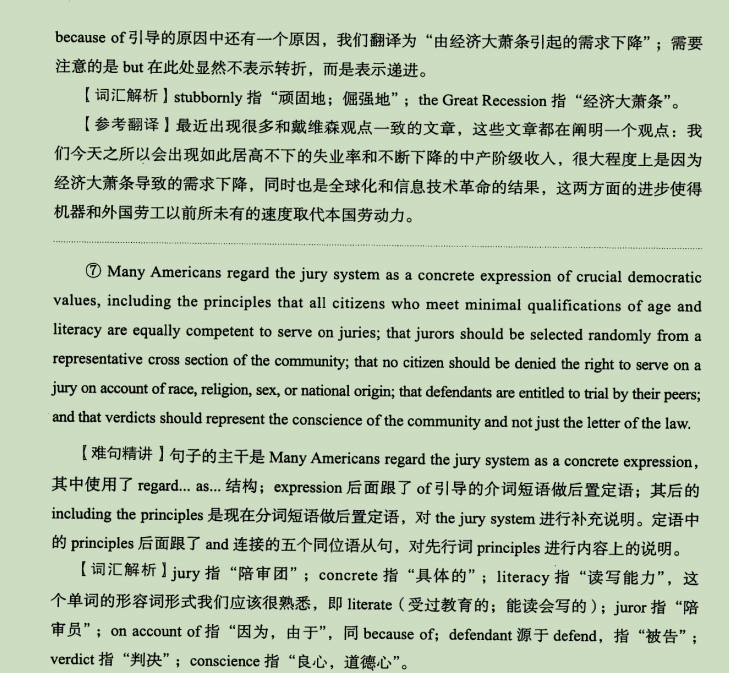 because of 引导的原因中还有一个原因，我们翻译为“由经济大萧条引起的需求下降”；需要
注意的是 but 在此处显然不表示转折，而是表示递进。
【词汇解析】stubbornly 指“顽固地；倔强地”；the Great Recession 指“经济大萧条”。
【参考翻译】最近出现很多和戴维森观点一致的文章，这些文章都在阐明一个观点：我
们今天之所以会出现如此居高不下的失业率和不断下降的中产阶级收入，很大程度上是因为
经济大萧条导致的需求下降，同时也是全球化和信息技术革命的结果，这两方面的进步使得
机器和外国劳工以前所未有的速度取代本国劳动力。
⑦ Many Americans regard the jury system as a concrete expression of crucial democratic
values, including the principles that all citizens who meet minimal qualifications of age and
literacy are equally competent to serve on juries; that jurors should be selected randomly from a
representative cross section of the community; that no citizen should be denied the right to serve on a
jury on account of race, religion, sex, or national origin; that defendants are entitled to trial by their peers;
and that verdicts should represent the conscience of the community and not just the letter of the law.
【难句精讲】句子的主干是 Many Americans regard the jury system as a concrete expression，
其中使用了 regard... as... 结构；expression 后面跟了 of 引导的介词短语做后置定语；其后的
including the principles 是现在分词短语做后置定语，对 the jury system 进行补充说明。定语中
的 principles 后面跟了 and 连接的五个同位语从句，对先行词 principles 进行内容上的说明。
【词汇解析】jury 指“陪审团”；concrete 指“具体的”；literacy 指“读写能力”，这
个单词的形容词形式我们应该很熟悉，即 literate（受过教育的；能读会写的）；juror 指“陪
审员”；on account of 指“因为，由于”，同 because of；defendant 源于 defend，指“被告”；
verdict 指“判决”；conscience 指“良心，道德心”。